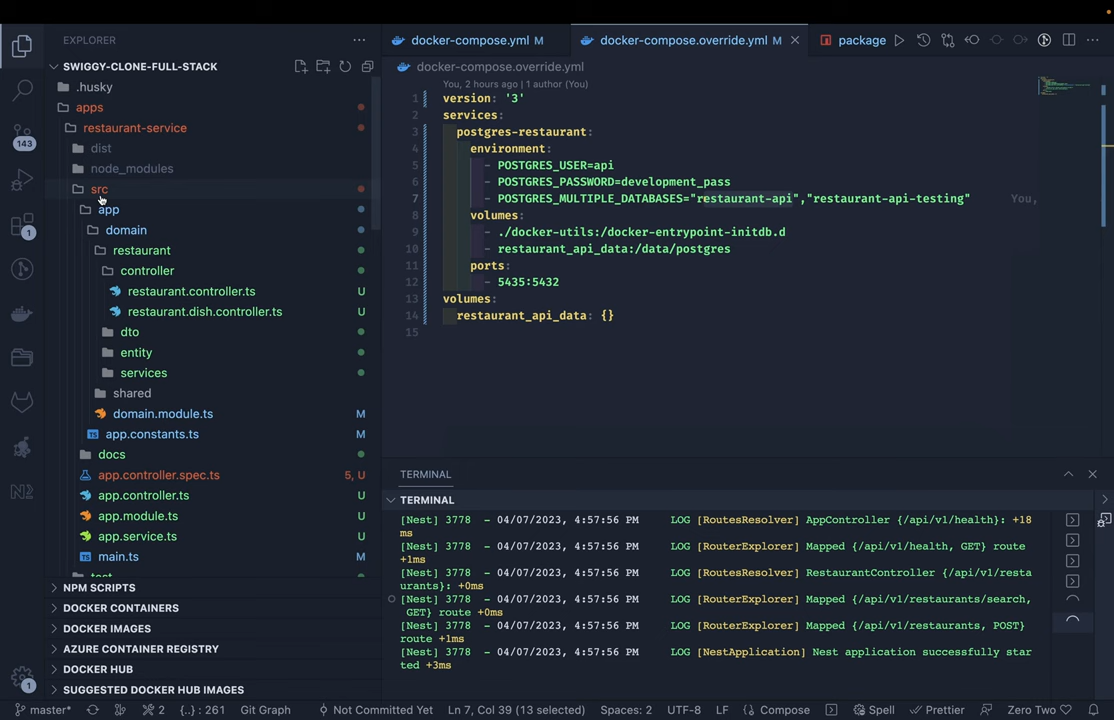 EXPLORER
docker-compose.yml M
docker-compose.override.yml M
package
SWIGGY-CLONE-FULL-STACK
docker-compose.override.yml
.husky
You, 2 hours ago | 1 author (You)
apps
1 version: '3'
restaurant-service
2 services:
dist
3 postgres-restaurant:
node_modules
4 environment:
src
5 - POSTGRES_USER=api
app
6 - POSTGRES_PASSWORD=development_pass
domain
7 - POSTGRES_MULTIPLE_DATABASES="restaurant-api","restaurant-api-testing" You,
restaurant
8 volumes:
controller
9 - ./docker-utils:/docker-entrypoint-initdb.d
restaurant.controller.ts U
10 - restaurant_api_data:/data/postgres
restaurant.dish.controller.ts U
11 ports:
dto
12 - 5435:5432
entity
13 volumes:
services
14 restaurant_api_data: {}
shared
15
domain.module.ts M
app.constants.ts M
docs
app.controller.spec.ts 5, U
app.controller.ts U
app.module.ts U
app.service.ts U
main.ts M
test
143
1
1
NPM SCRIPTS
DOCKER CONTAINERS
DOCKER IMAGES
AZURE CONTAINER REGISTRY
DOCKER HUB
SUGGESTED DOCKER HUB IMAGES
TERMINAL
TERMINAL
[Nest] 3778 - 04/07/2023, 4:57:56 PM LOG [RoutesResolver] AppController {/api/v1/health}: +18
ms
[Nest] 3778 - 04/07/2023, 4:57:56 PM LOG [RouterExplorer] Mapped {/api/v1/health, GET} route
+1ms
[Nest] 3778 - 04/07/2023, 4:57:56 PM LOG [RoutesResolver] RestaurantController {/api/v1/resta
urants}: +0ms
[Nest] 3778 - 04/07/2023, 4:57:56 PM LOG [RouterExplorer] Mapped {/api/v1/restaurants/search,
GET} route +0ms
[Nest] 3778 - 04/07/2023, 4:57:56 PM LOG [RouterExplorer] Mapped {/api/v1/restaurants, POST}
route +1ms
[Nest] 3778 - 04/07/2023, 4:57:56 PM LOG [NestApplication] Nest application successfully star
ted +3ms
master* 2 {..} : 261 Git Graph Not Committed Yet Ln 7, Col 39 (13 selected) Spaces: 2 UTF-8 LF Compose Spell Prettier Zero Two